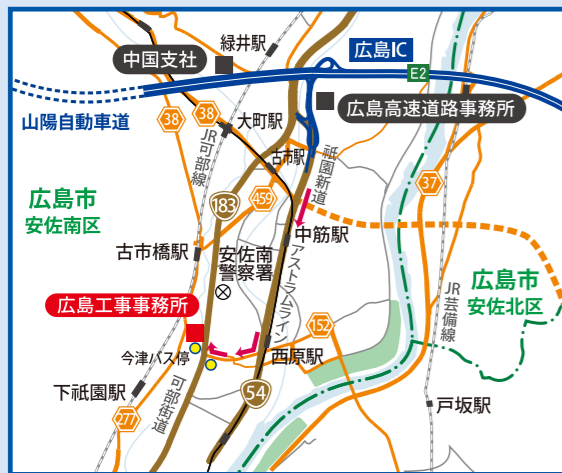 緑井駅
中国支社
広島IC
E2
広島高速道路事務所
山陽自動車道
38
38
大町駅
JR可部線
古市駅
祇園新道
37
広島市
安佐南区
183
459
中筋駅
古市橋駅
安佐南
警察署
アストラムライン
広島市
安佐北区
JR芸備線
広島工事事務所
152
今津バス停
西原駅
下祇園駅
可部街道
54
277
戸坂駅